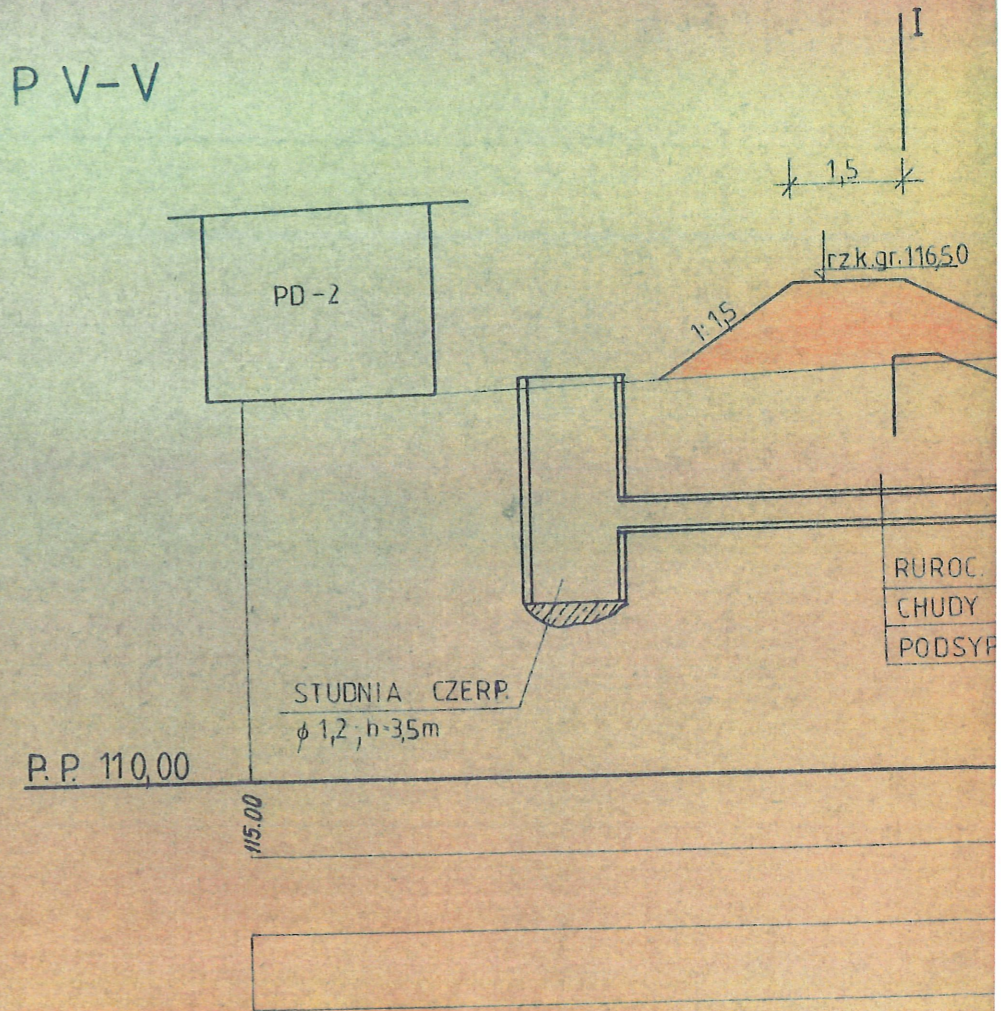 I
P V-V
1,5
rzk.gr.116,50
PD-2
1:1,5
RUROC.
CHUDY
PODSYP
STUDNIA CZERP.
ϕ 1,2 ; h=3,5m
P.P. 110,00
115.00